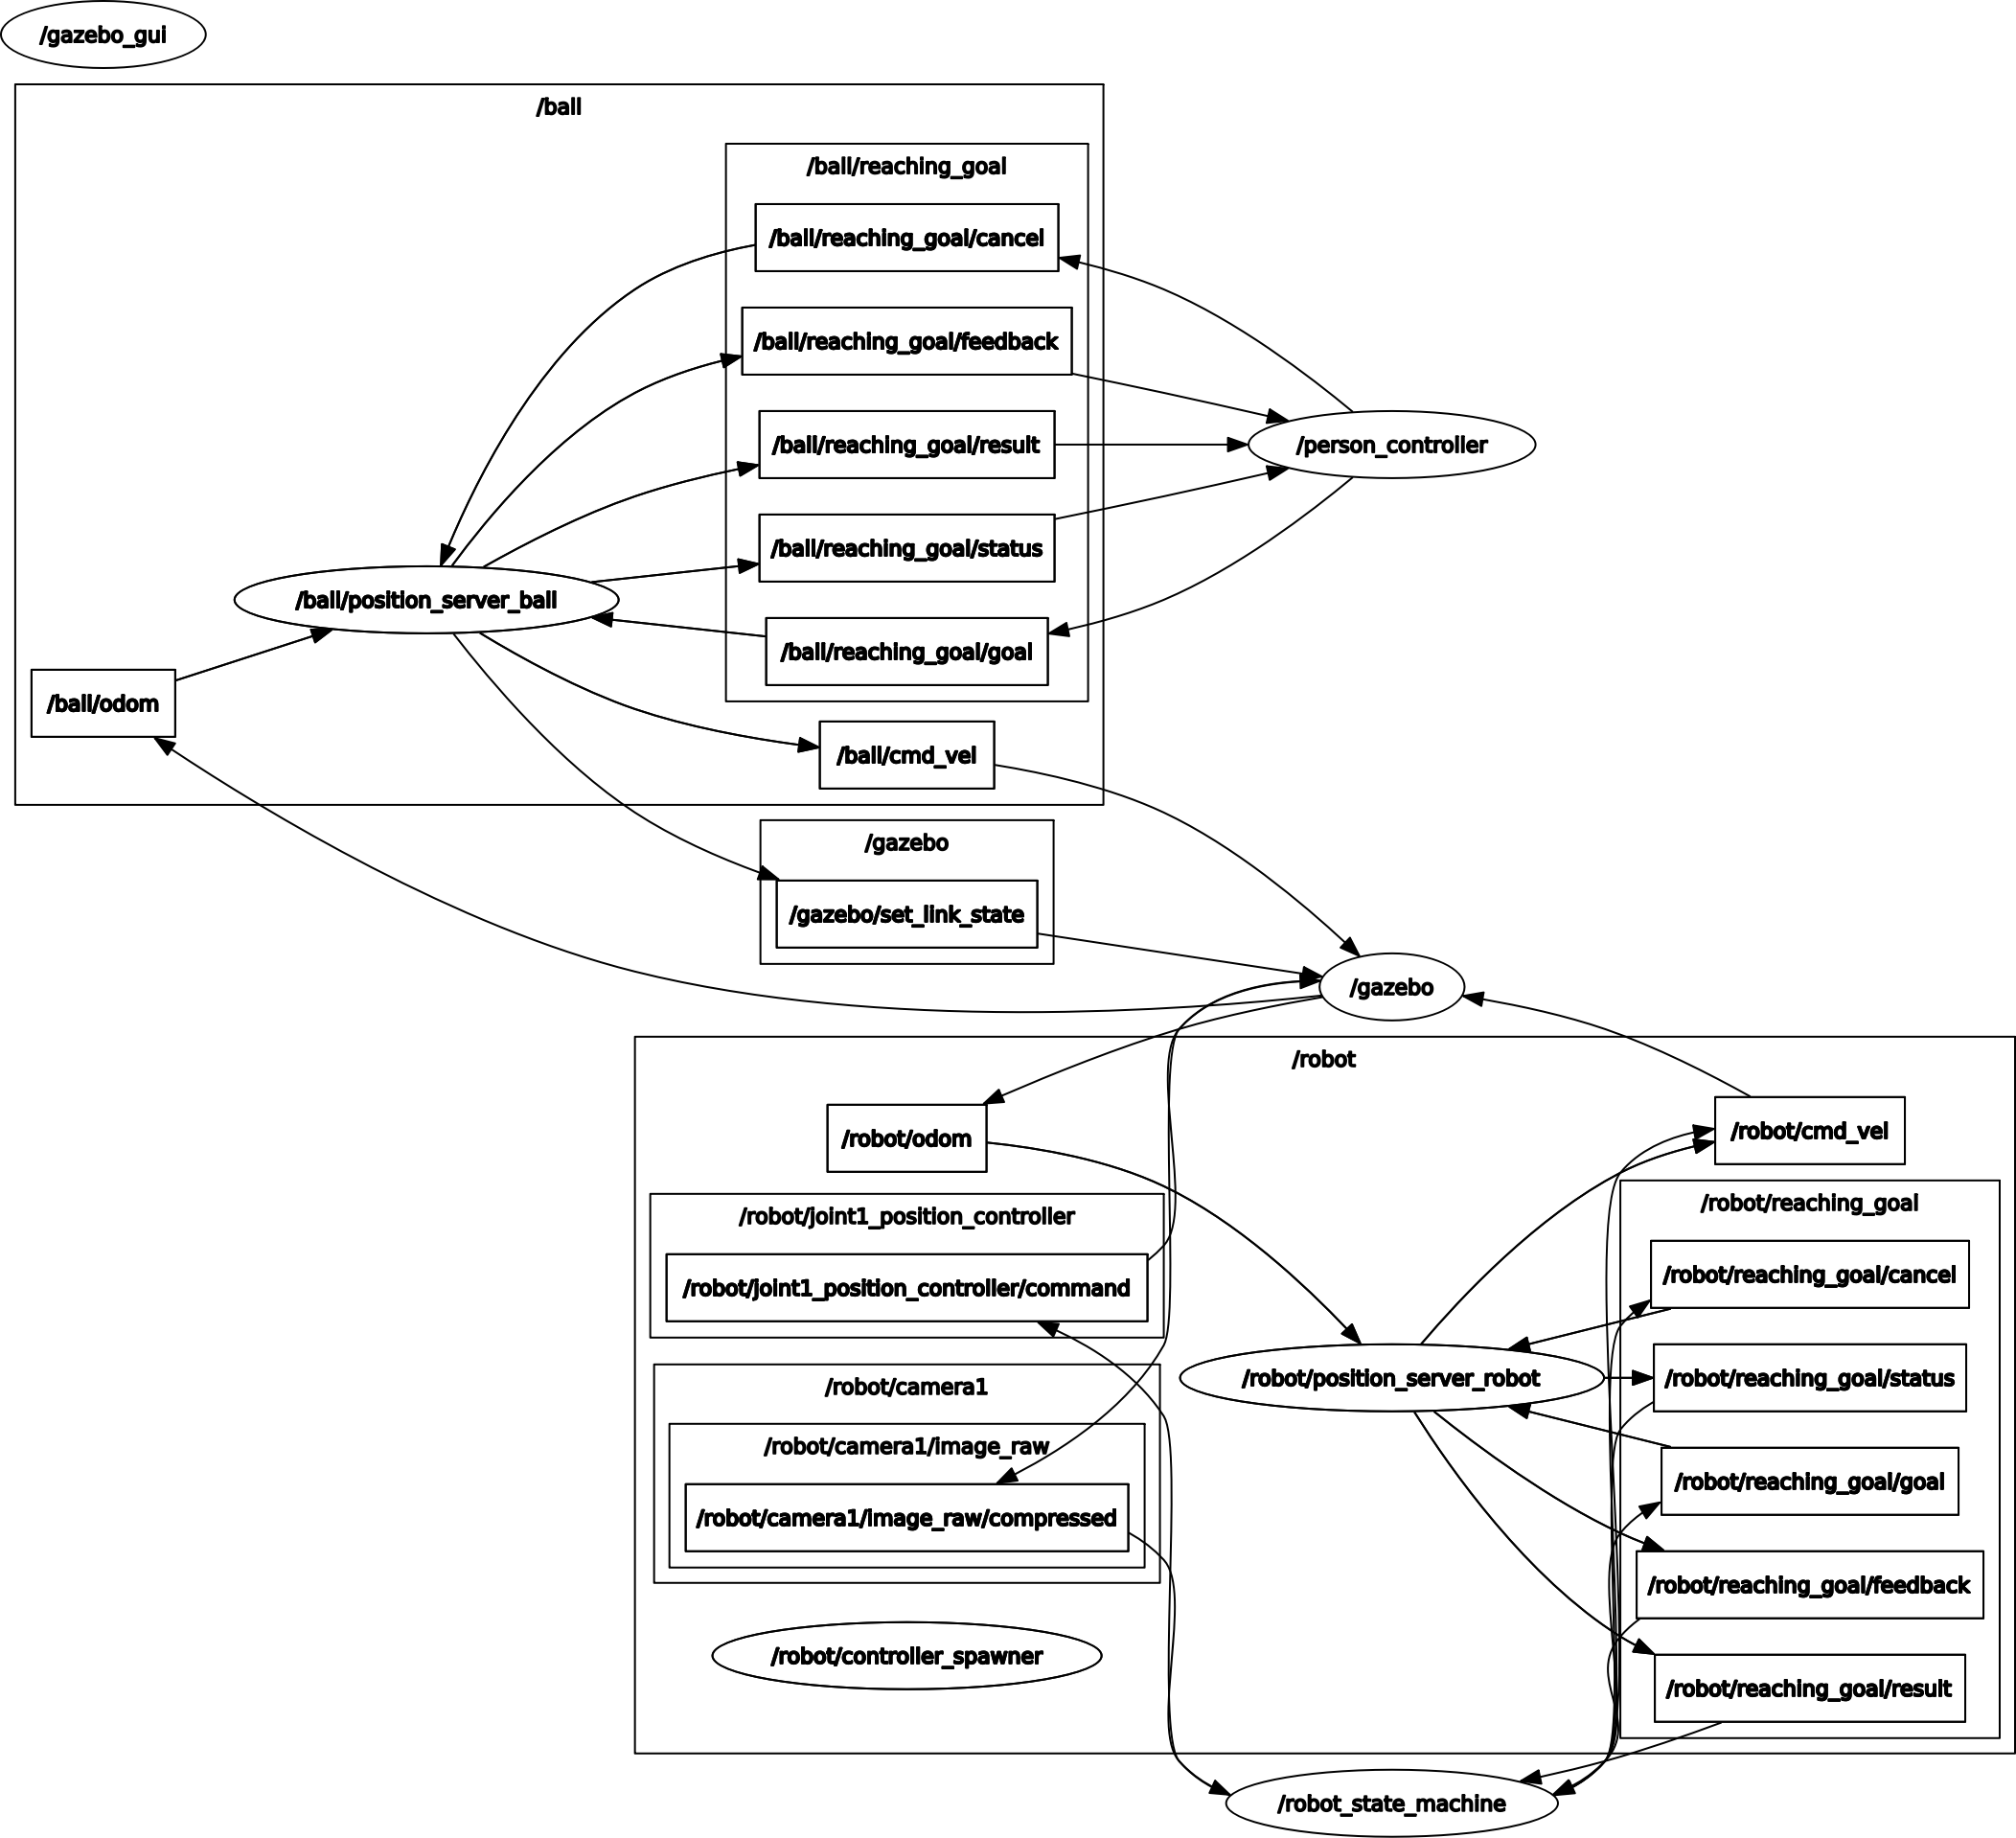 /gazebo_gui
/ball
/ball/reaching_goal
/ball/reaching_goal/cancel
/ball/reaching_goal/feedback
/ball/reaching_goal/result
/person_controller
/ball/reaching_goal/status
/ball/position_server_ball
/ball/reaching_goal/goal
/ball/odom
/ball/cmd_vel
/gazebo
/gazebo/set_link_state
/gazebo
/robot
/robot/odom
/robot/cmd_vel
/robot/joint1_position_controller
/robot/reaching_goal
/robot/joint1_position_controller/command
/robot/reaching_goal/cancel
/robot/camera1
/robot/position_server_robot
/robot/reaching_goal/status
/robot/camera1/image_raw
/robot/reaching_goal/goal
/robot/camera1/image_raw/compressed
/robot/reaching_goal/feedback
/robot/controller_spawner
/robot/reaching_goal/result
/robot_state_machine